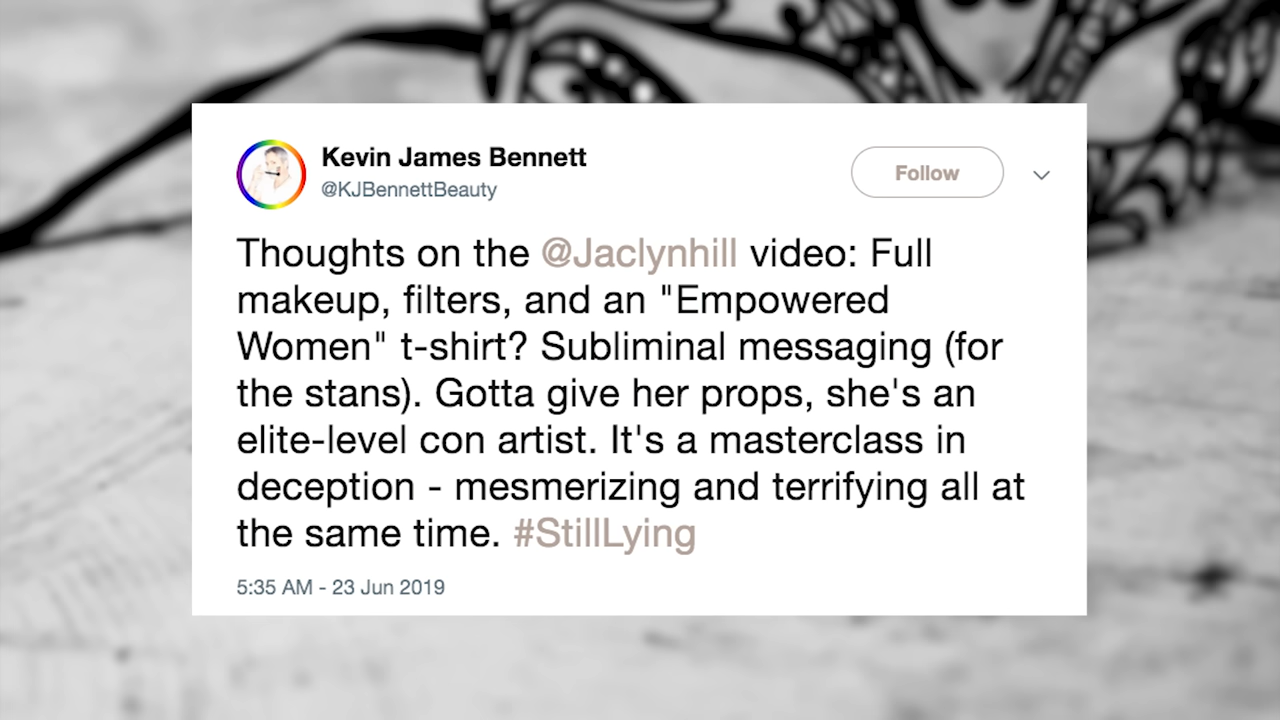 Kevin James Bennett
@KJBennettBeauty
Follow
Thoughts on the @Jaclynhill video: Full
makeup, filters, and an "Empowered
Women" t-shirt? Subliminal messaging (for
the stans). Gotta give her props, she's an
elite-level con artist. It's a masterclass in
deception - mesmerizing and terrifying all at
the same time. #StillLying
5:35 AM - 23 Jun 2019